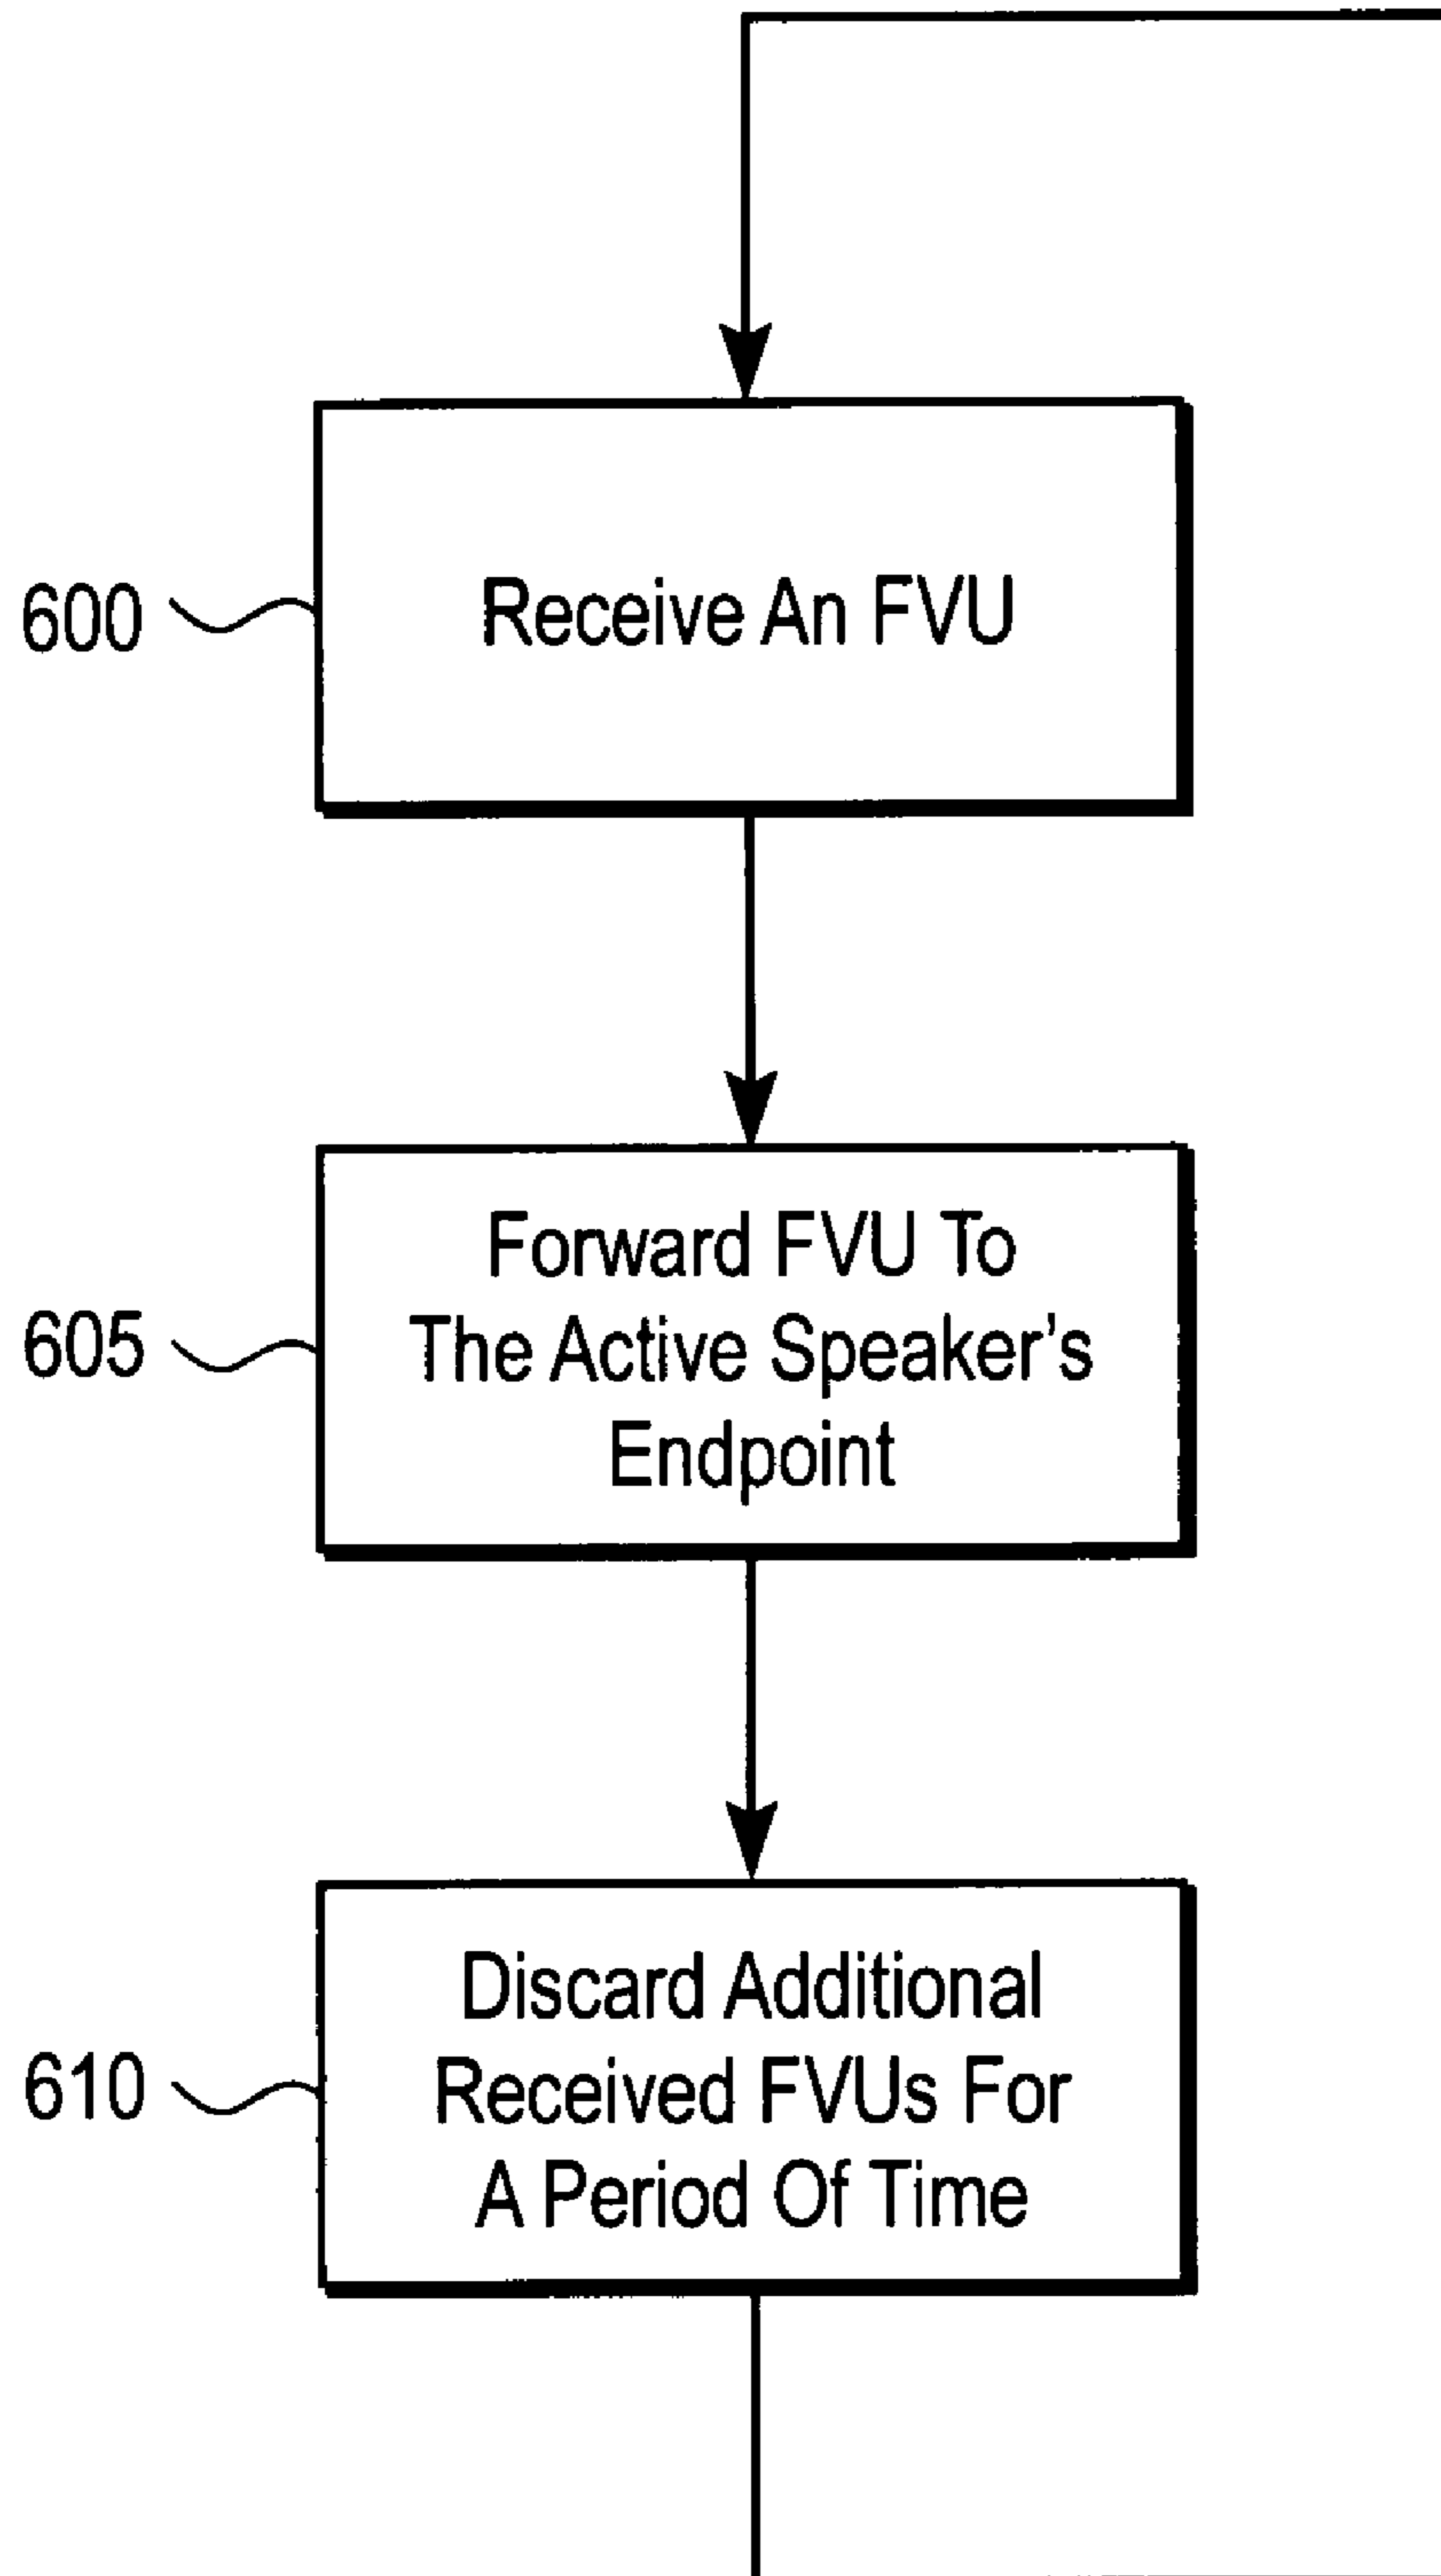 600
Receive An FVU
605
Forward FVU To
The Active Speaker's
Endpoint
610
Discard Additional
Received FVUs For
A Period Of Time